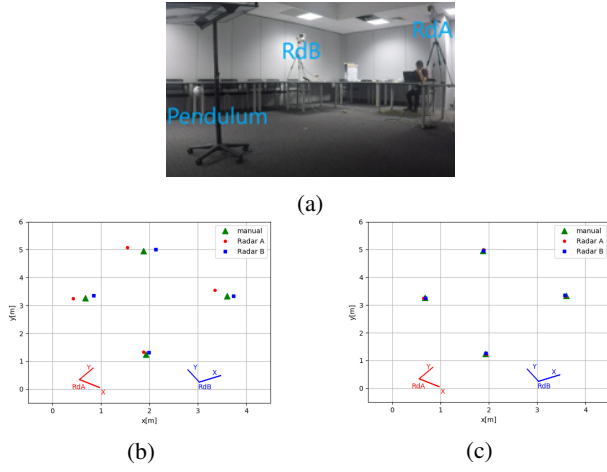 RdA
RdB
Pendulum
(a)
manual
Radar A
Radar B
6
5
4
3
2
1
0
y[m]
Y
X
RdA
Y
X
RdB
0 1 2 3 4
x[m]
(b)
manual
Radar A
Radar B
6
5
4
3
2
1
0
y[m]
Y
X
RdA
Y
X
RdB
0 1 2 3 4
x[m]
(c)